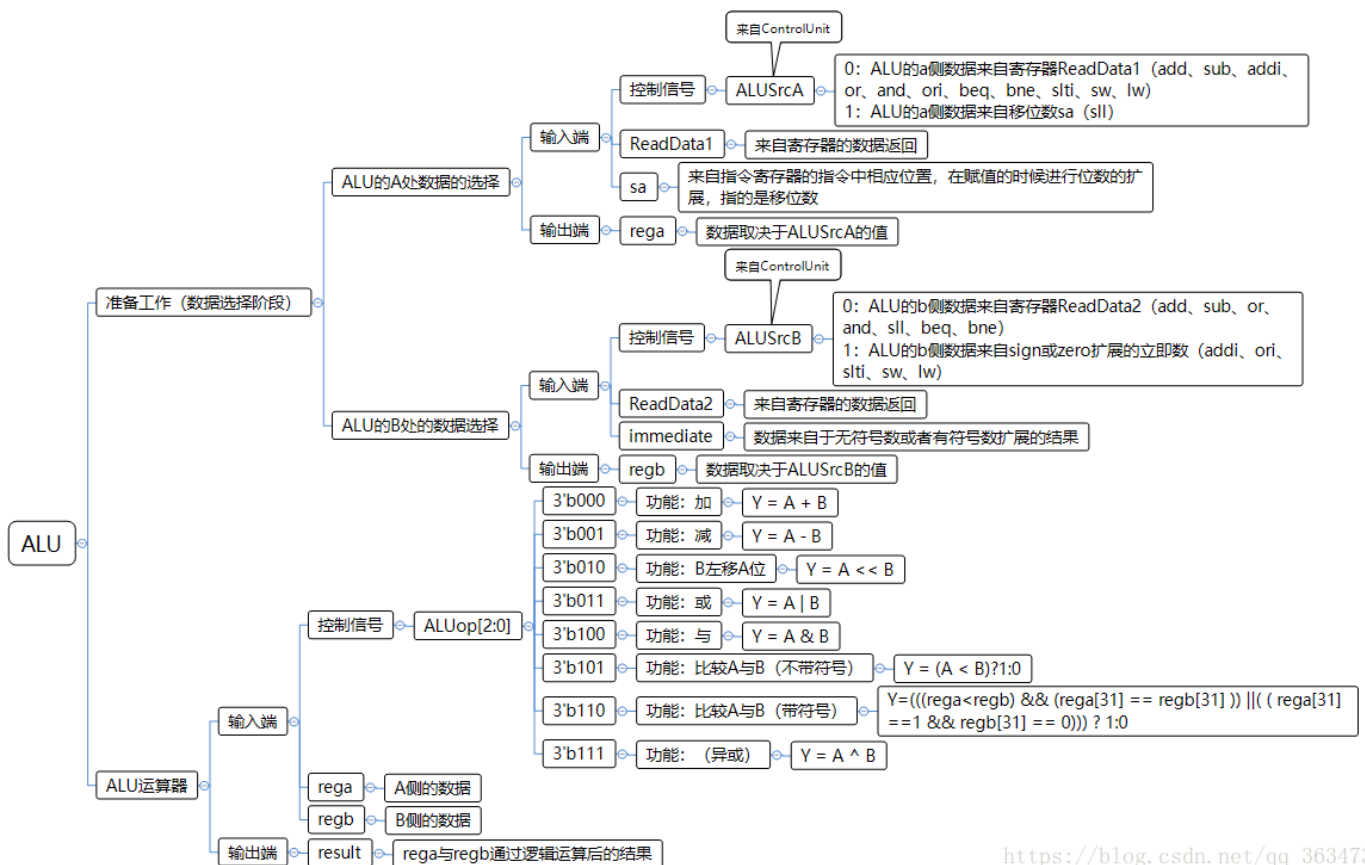 来自ControlUnit
控制信号
ALUSrcA
0：ALU的a侧数据来自寄存器ReadData1（add、sub、addi、
or、and、ori、beq、bne、slti、sw、lw）
1：ALU的a侧数据来自移位数sa（sll）
输入端
ReadData1
来自寄存器的数据返回
ALU的A处数据的选择
sa
来自指令寄存器的指令中相应位置，在赋值的时候进行位数的扩
展，指的是移位数
输出端
rega
数据取决于ALUSrcA的值
来自ControlUnit
准备工作（数据选择阶段）
控制信号
ALUSrcB
0：ALU的b侧数据来自寄存器ReadData2（add、sub、or、
and、sll、beq、bne）
1：ALU的b侧数据来自sign或zero扩展的立即数（addi、ori、
slti、sw、lw）
输入端
ReadData2
来自寄存器的数据返回
ALU的B处的数据选择
immediate
数据来自于无符号数或者有符号数扩展的结果
输出端
regb
数据取决于ALUSrcB的值
ALU
3'b000
功能：加
Y = A + B
3'b001
功能：减
Y = A - B
3'b010
功能：B左移A位
Y = A << B
3'b011
功能：或
Y = A | B
控制信号
ALUop[2:0]
3'b100
功能：与
Y = A & B
3'b101
功能：比较A与B（不带符号）
Y = (A < B)?1:0
3'b110
功能：比较A与B（带符号）
Y=(((rega<regb) && (rega[31] == regb[31] )) ||( ( rega[31]
==1 && regb[31] == 0))) ? 1:0
输入端
3'b111
功能：（异或）
Y = A ^ B
ALU运算器
rega
A侧的数据
regb
B侧的数据
输出端
result
rega与regb通过逻辑运算后的结果